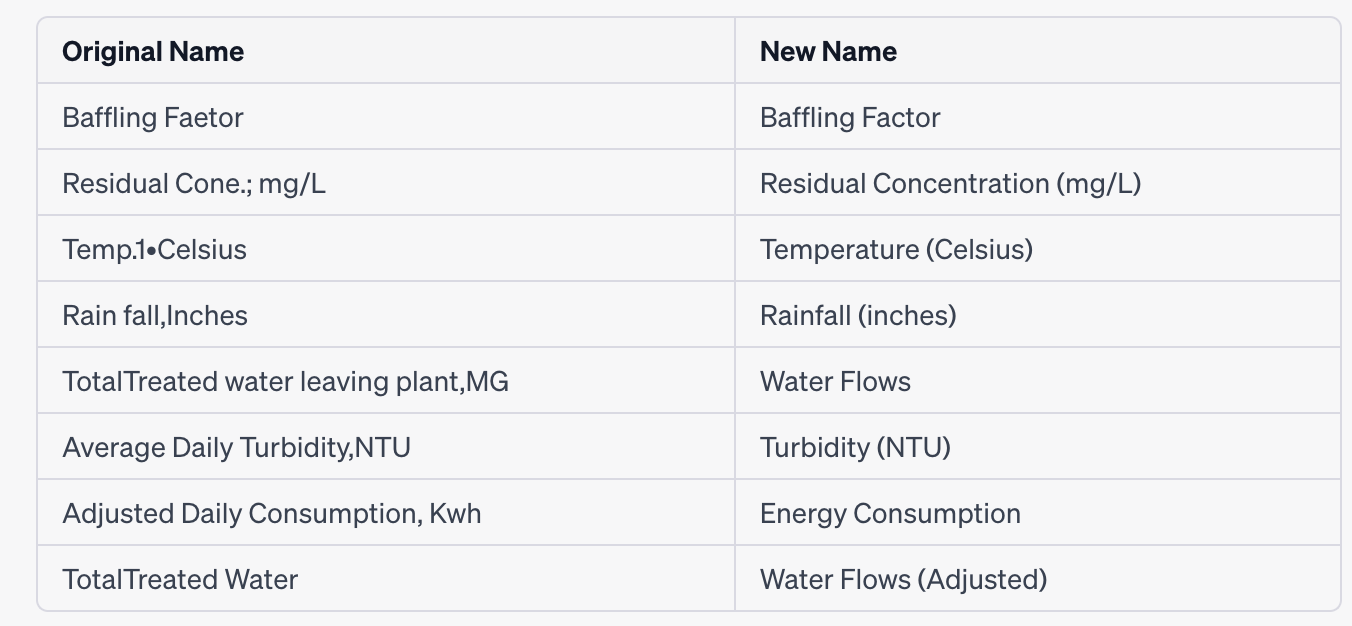 Original Name New Name
Baffling Faetor Baffling Factor
Residual Cone.; mg/L Residual Concentration (mg/L)
Temp.1•Celsius Temperature (Celsius)
Rain fall,Inches Rainfall (inches)
TotalTreated water leaving plant,MG Water Flows
Average Daily Turbidity,NTU Turbidity (NTU)
Adjusted Daily Consumption, Kwh Energy Consumption
TotalTreated Water Water Flows (Adjusted)